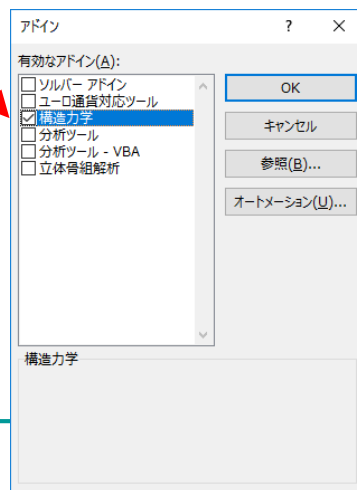 アドイン
有効なアドイン(A):
ソルバー アドイン
ユーロ通貨対応ツール
構造力学
分析ツール
分析ツール - VBA
立体骨組解析
OK
キャンセル
参照(B)...
オートメーション(U)...
構造力学